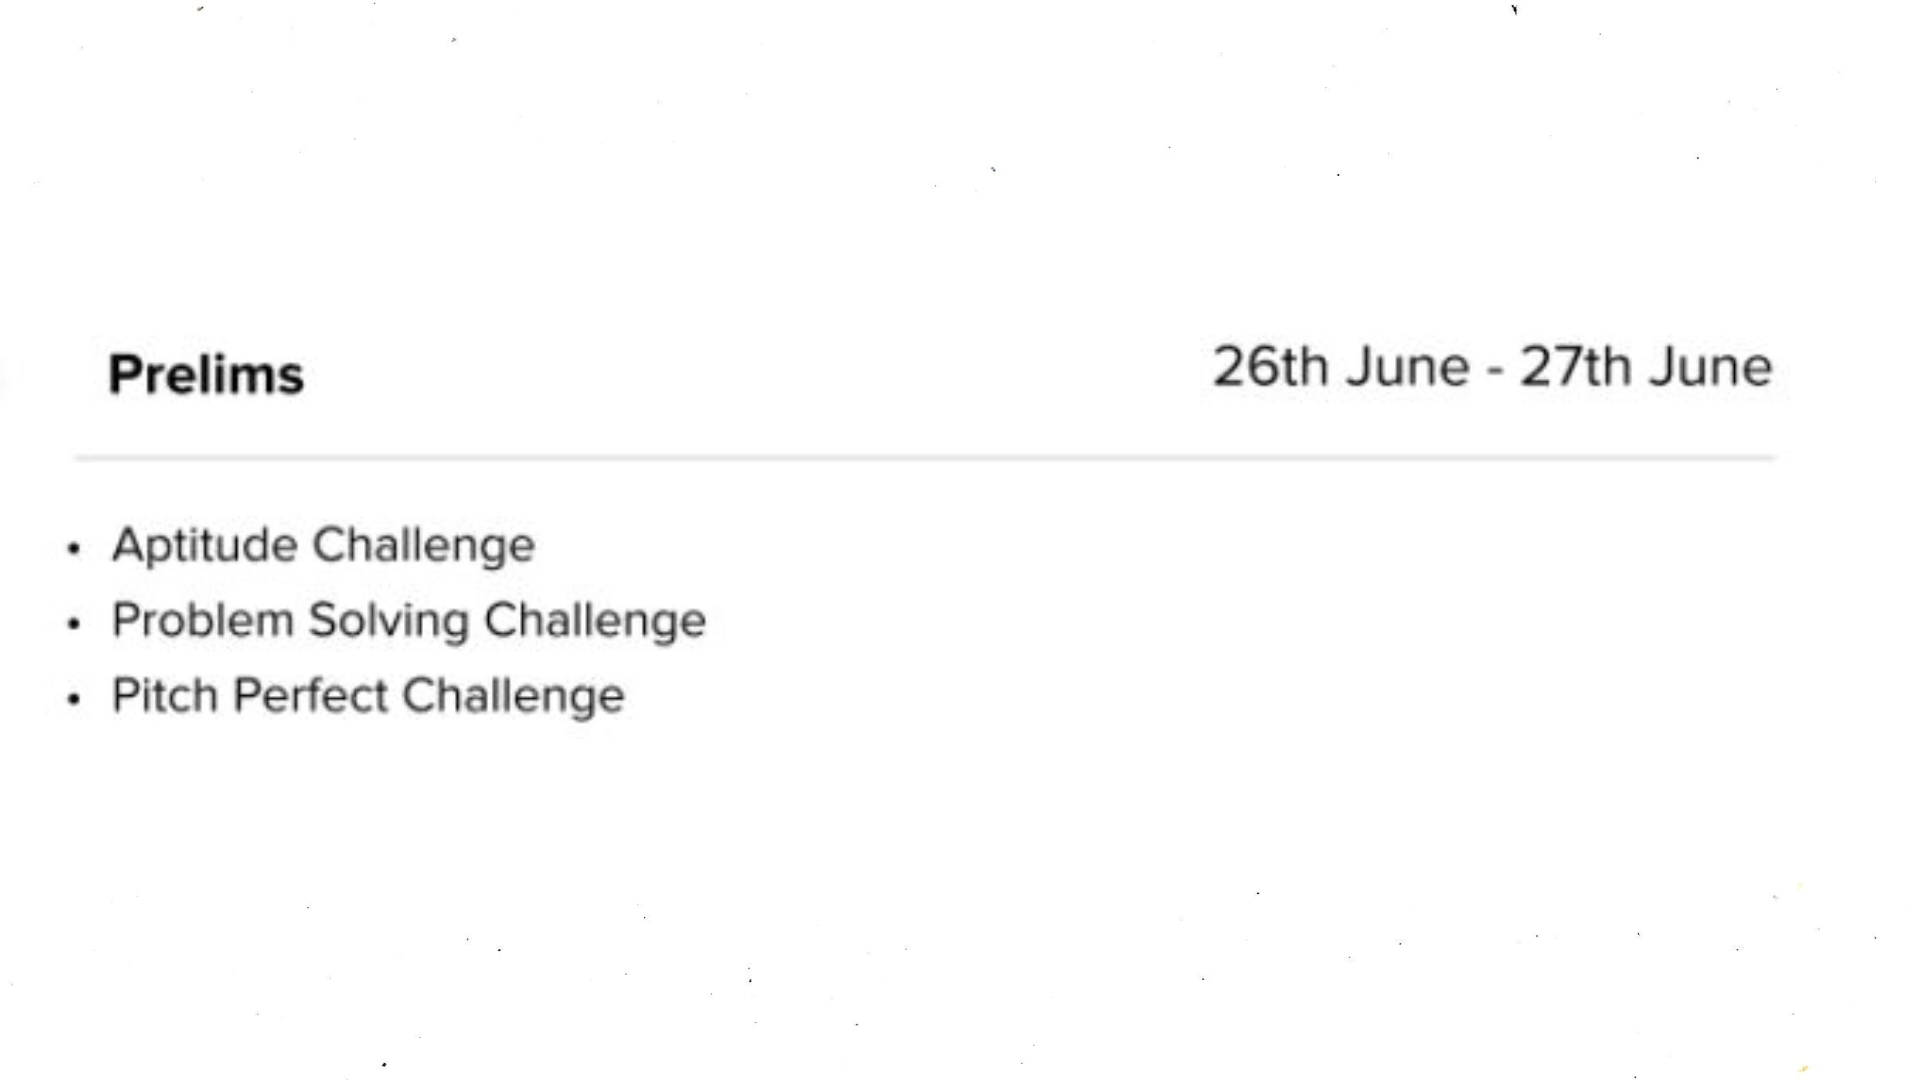 Prelims
26th June - 27th June
• Aptitude Challenge
• Problem Solving Challenge
• Pitch Perfect Challenge